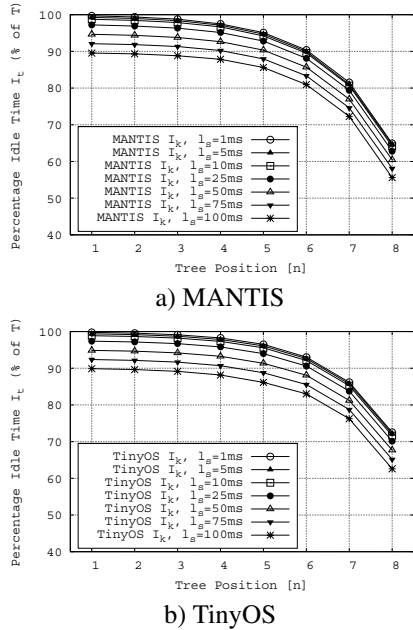 Percentage Idle Time I_t (% of T)
100
90
80
70
60
50
40
MANTIS I_k, l_s=1ms
MANTIS I_k, l_s=5ms
MANTIS I_k, l_s=10ms
MANTIS I_k, l_s=25ms
MANTIS I_k, l_s=50ms
MANTIS I_k, l_s=75ms
MANTIS I_k, l_s=100ms
1 2 3 4 5 6 7 8
Tree Position [n]
a) MANTIS
Percentage Idle Time I_t (% of T)
100
90
80
70
60
50
40
TinyOS I_k, l_s=1ms
TinyOS I_k, l_s=5ms
TinyOS I_k, l_s=10ms
TinyOS I_k, l_s=25ms
TinyOS I_k, l_s=50ms
TinyOS I_k, l_s=75ms
TinyOS I_k, l_s=100ms
1 2 3 4 5 6 7 8
Tree Position [n]
b) TinyOS